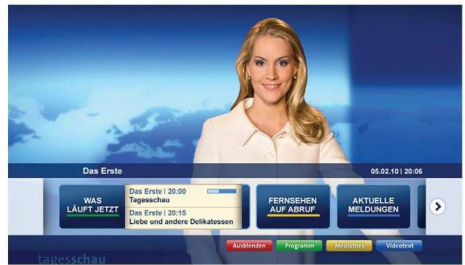 Das Erste
05.02.10 | 20:06
WAS
LÄUFT JETZT
Das Erste | 20:00
Tagesschau
Das Erste | 20:15
Liebe und andere Delikatessen
FERNSEHEN
AUF ABRUF
AKTUELLE
MELDUNGEN
Ausblenden
Programm
Mediathek
Videotext
tagesschau